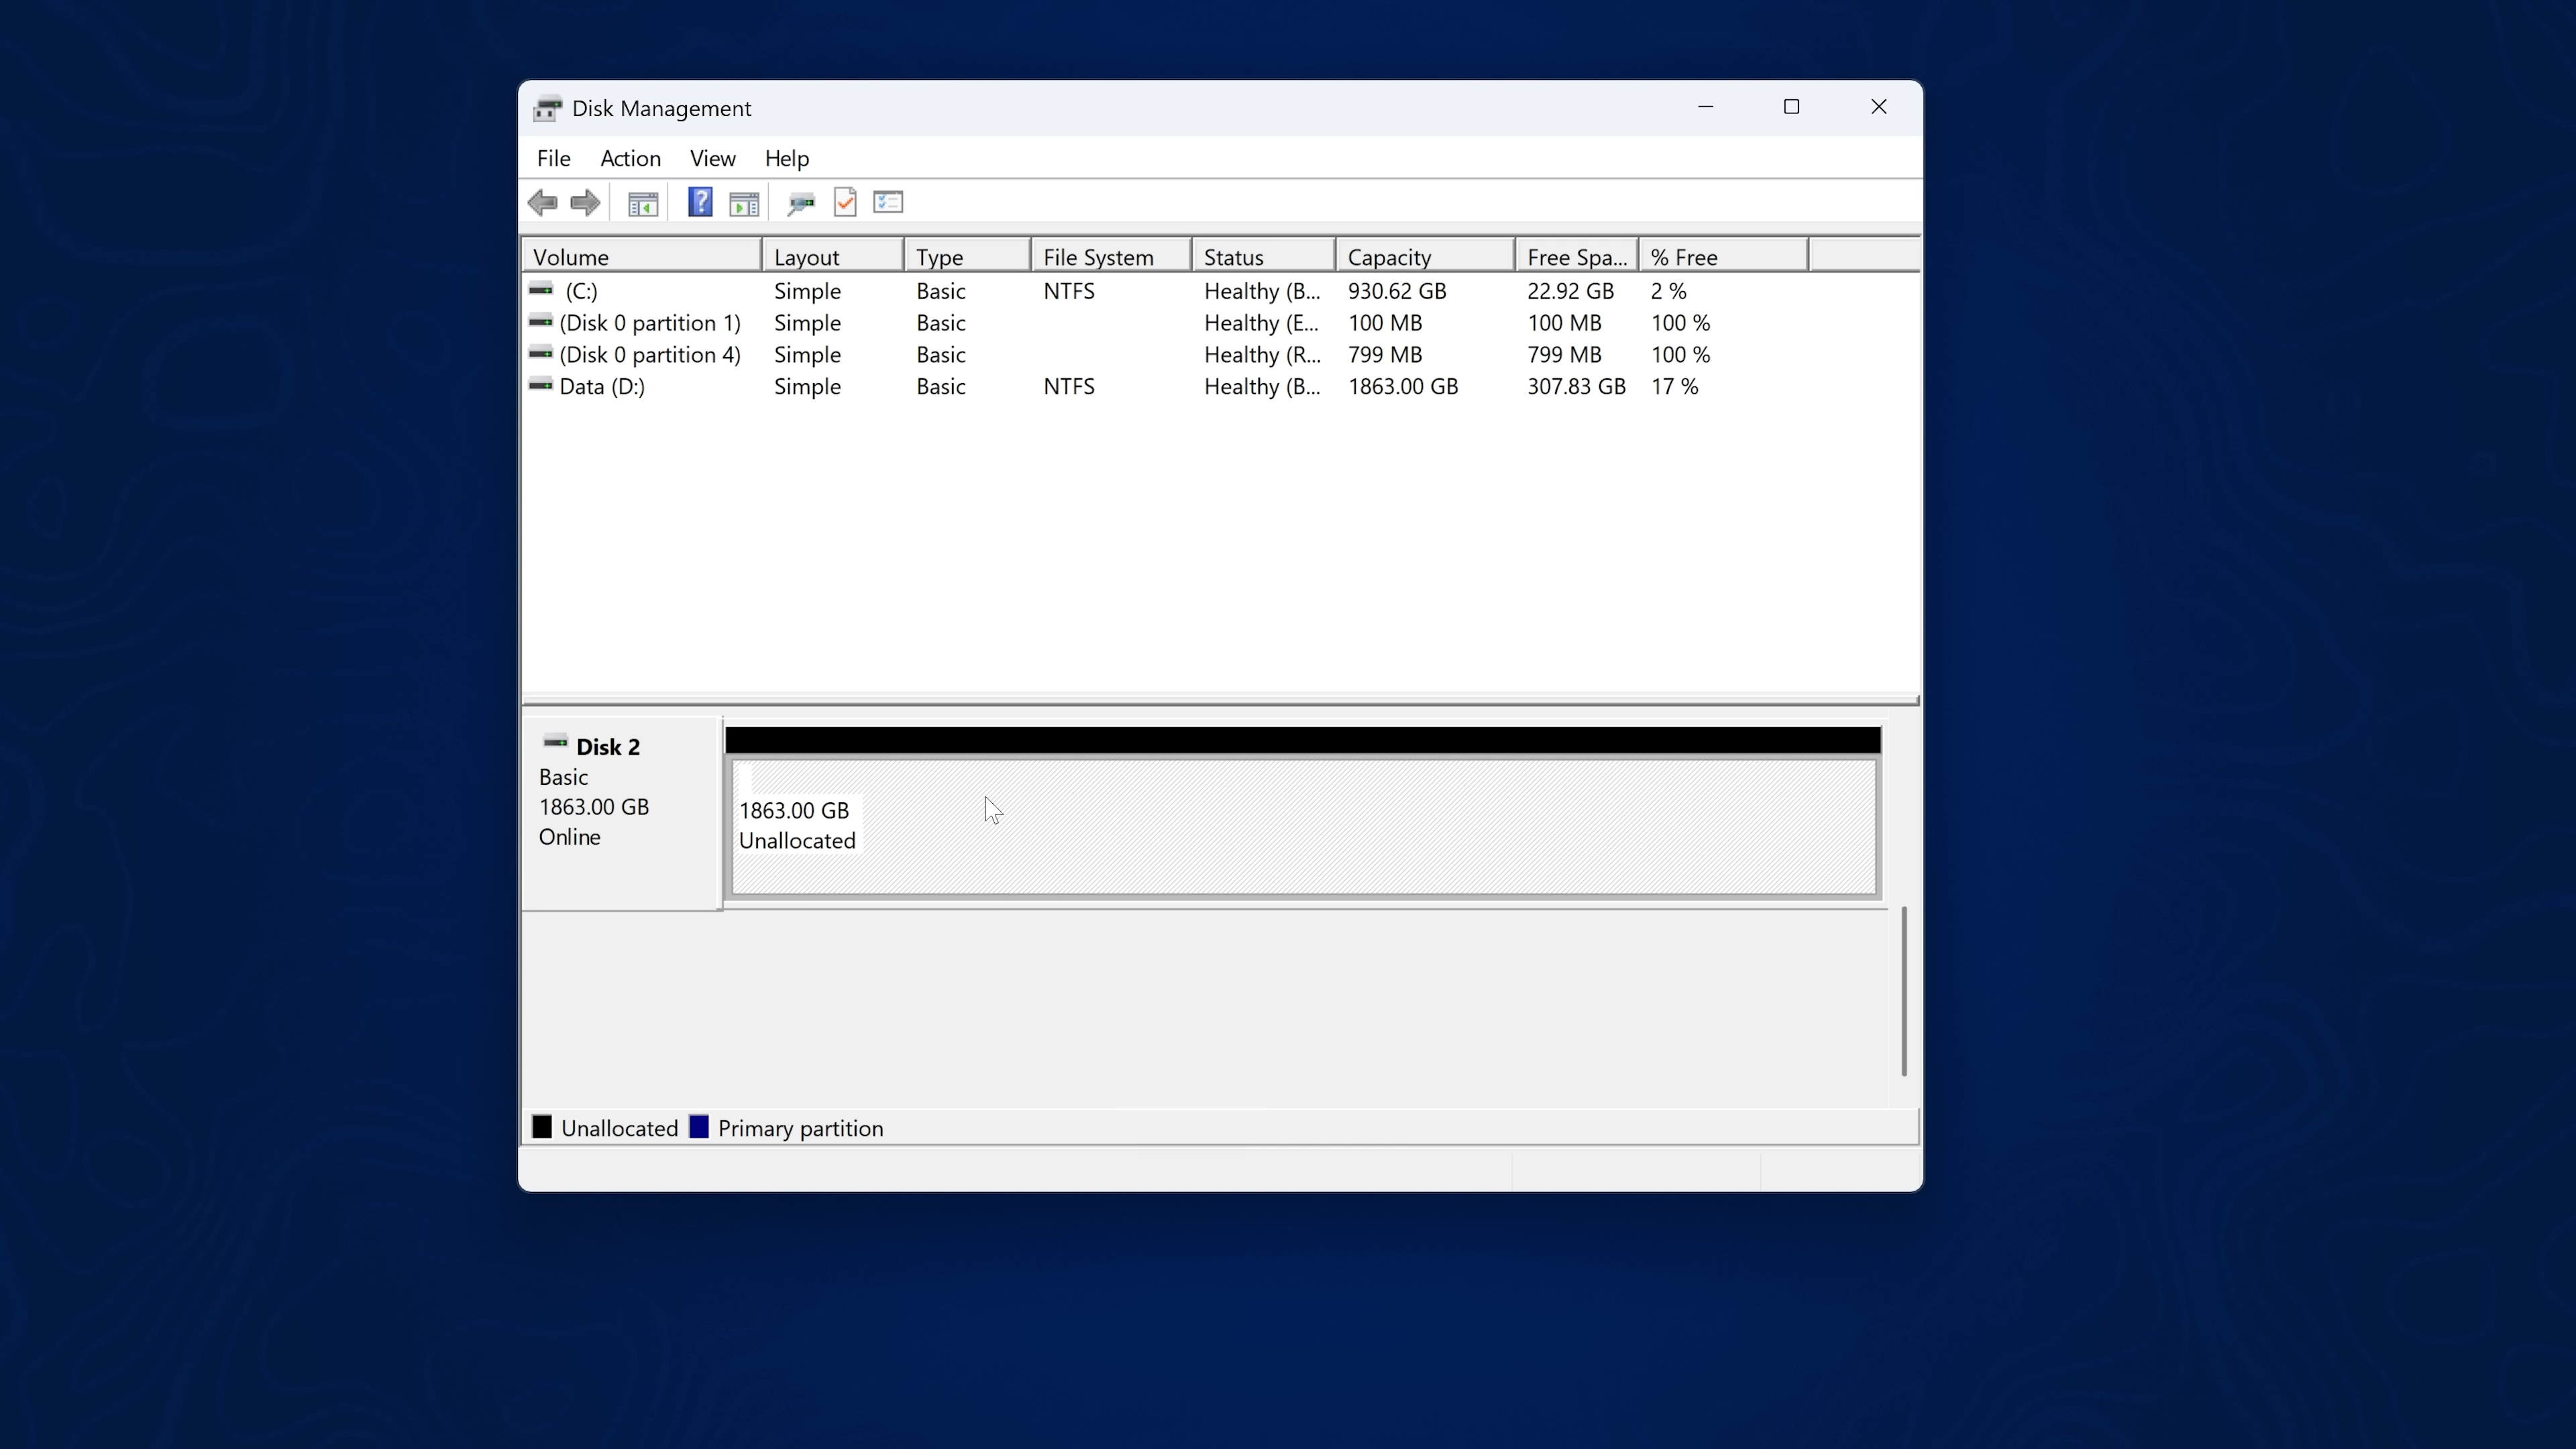 Disk Management
File Action View Help
Volume Layout Type File System Status Capacity Free Spa... % Free
(C:) Simple Basic NTFS Healthy (B... 930.62 GB 22.92 GB 2 %
(Disk 0 partition 1) Simple Basic Healthy (E... 100 MB 100 MB 100 %
(Disk 0 partition 4) Simple Basic Healthy (R... 799 MB 799 MB 100 %
Data (D:) Simple Basic NTFS Healthy (B... 1863.00 GB 307.83 GB 17 %
Disk 2
Basic
1863.00 GB
Online
1863.00 GB
Unallocated
Unallocated Primary partition